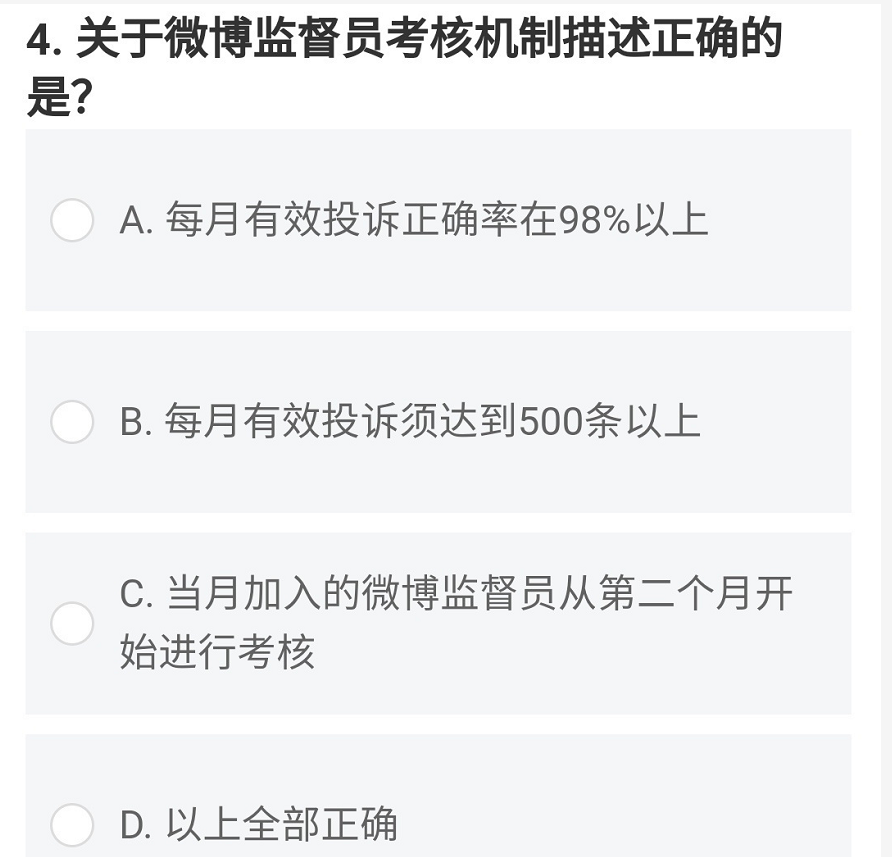 4. 关于微博监督员考核机制描述正确的
是?
A. 每月有效投诉正确率在98%以上
B. 每月有效投诉须达到500条以上
C. 当月加入的微博监督员从第二个月开
始进行考核
D. 以上全部正确